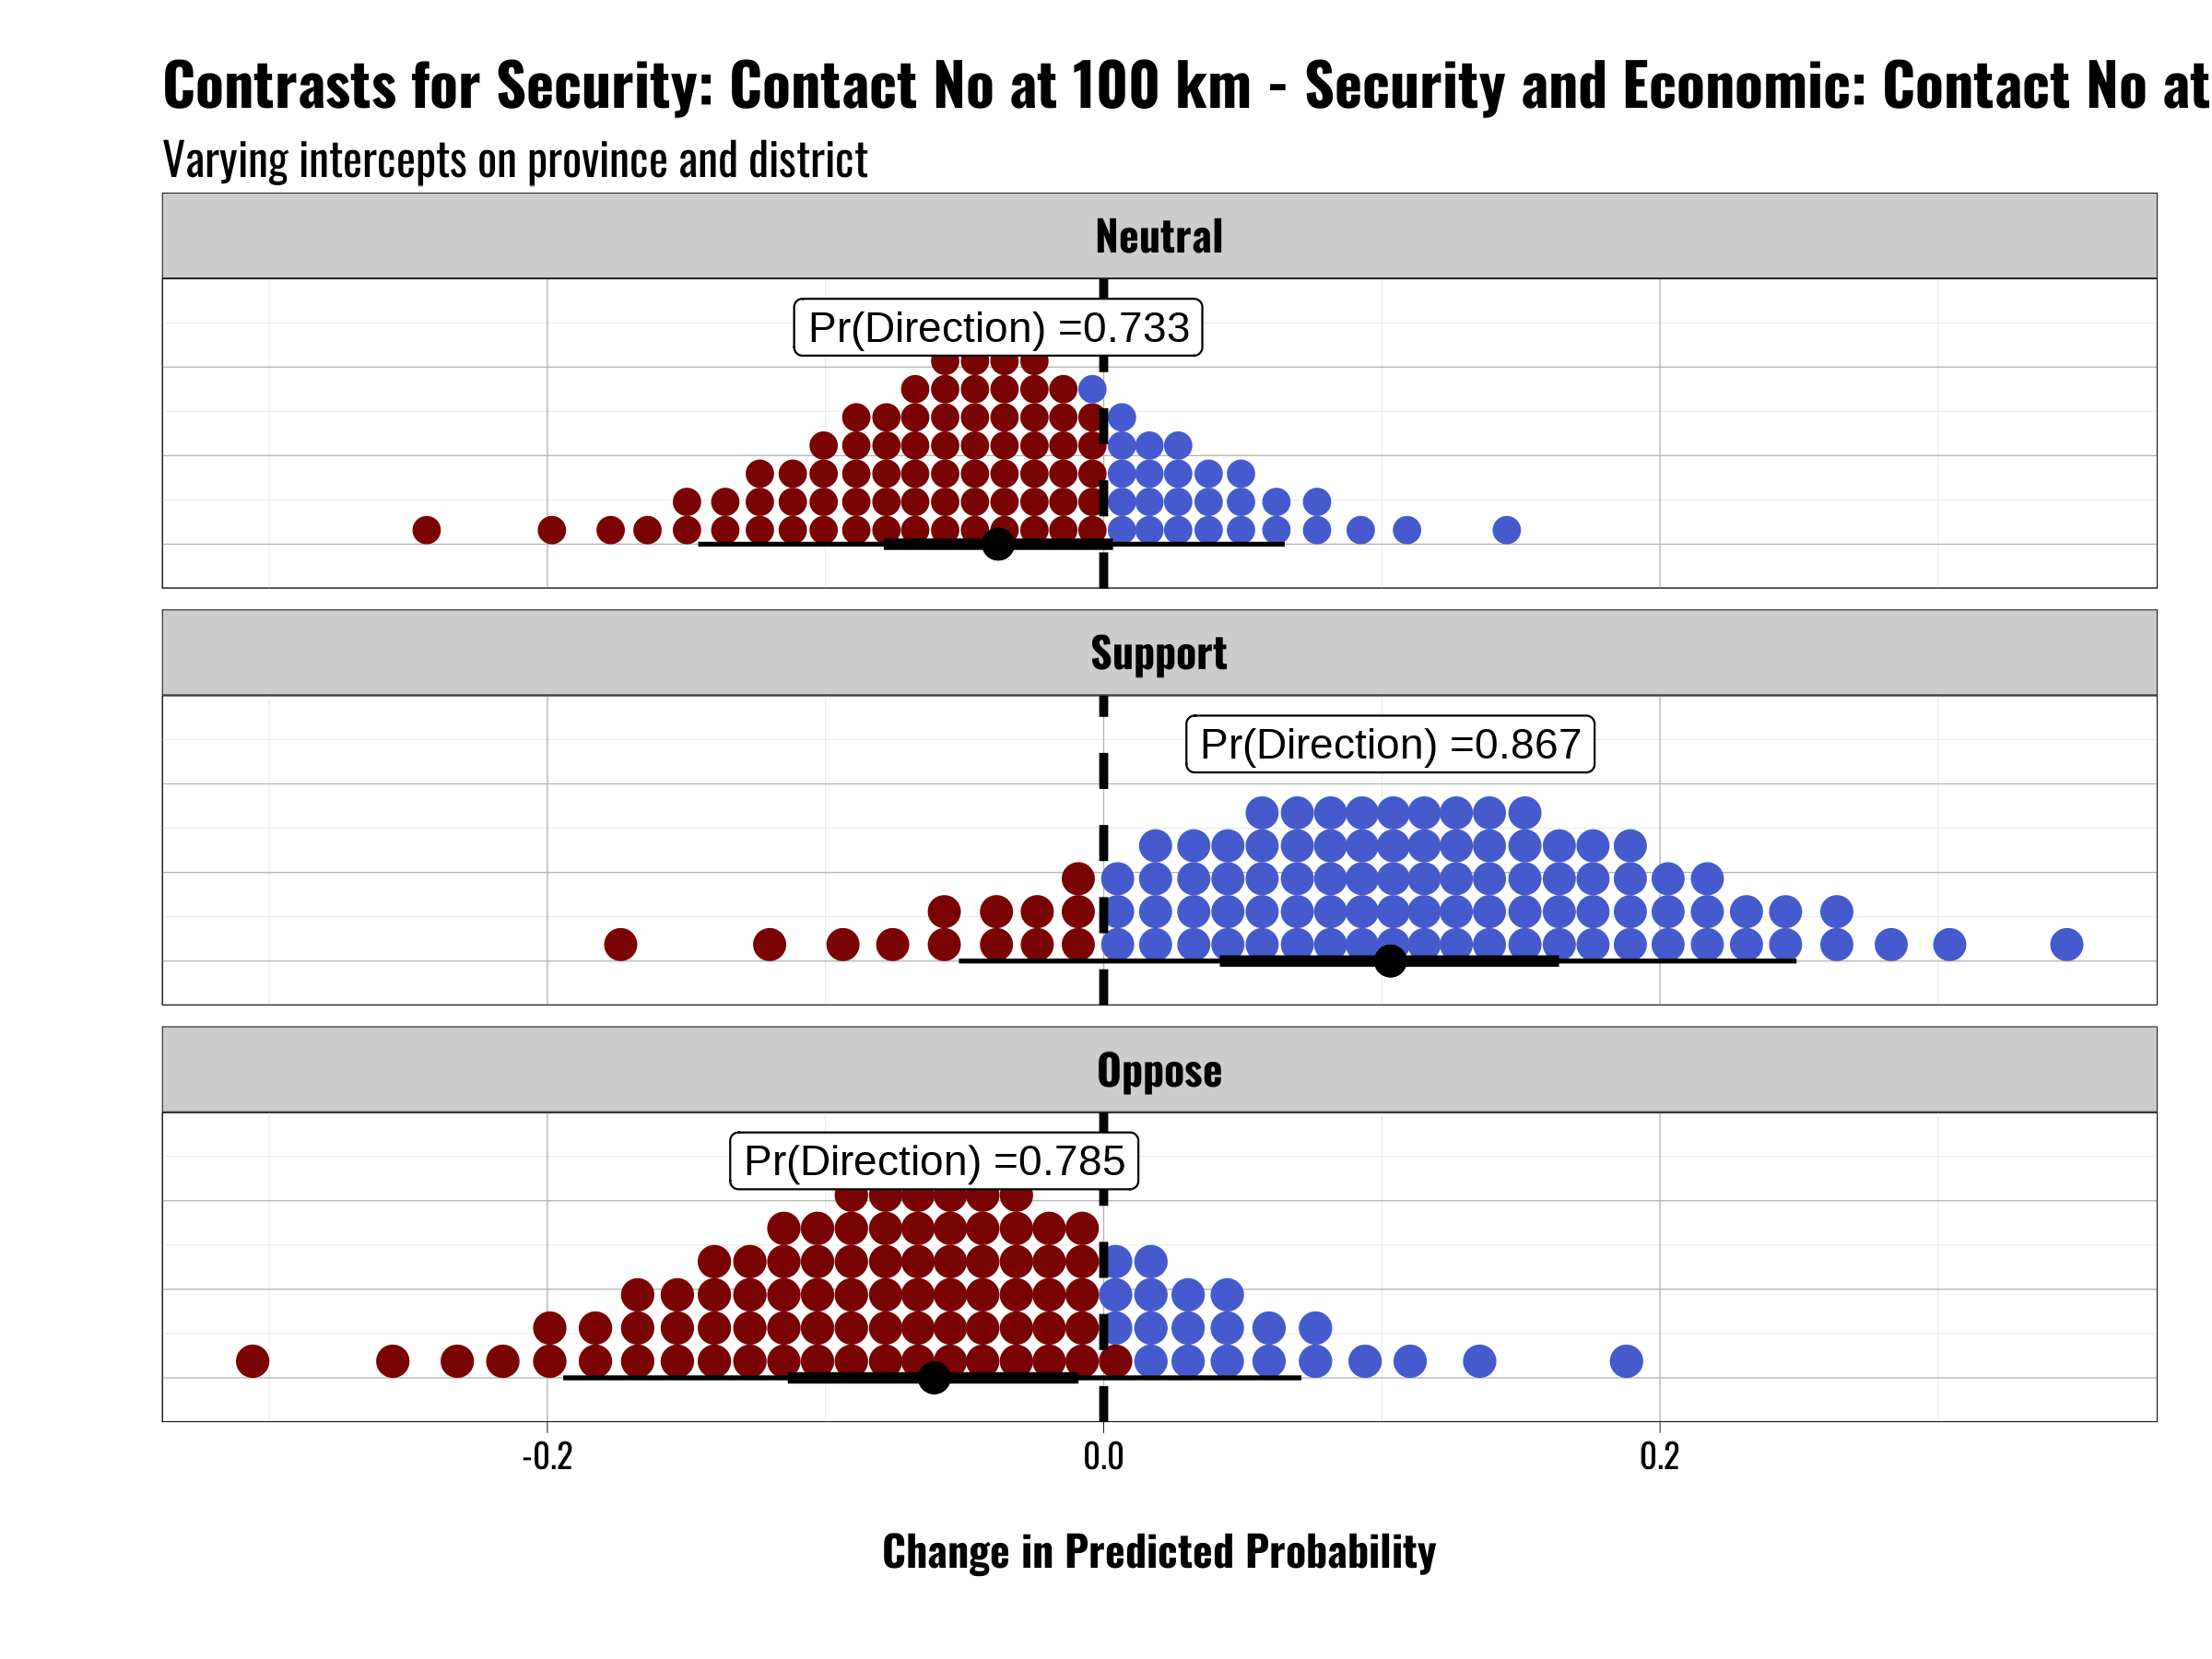 Contrasts for Security: Contact No at 100 km - Security and Economic: Contact No at
Varying intercepts on province and district
Neutral
Pr(Direction) =0.733
Support
Pr(Direction) =0.867
Oppose
Pr(Direction) =0.785
-0.2 0.0 0.2
Change in Predicted Probability